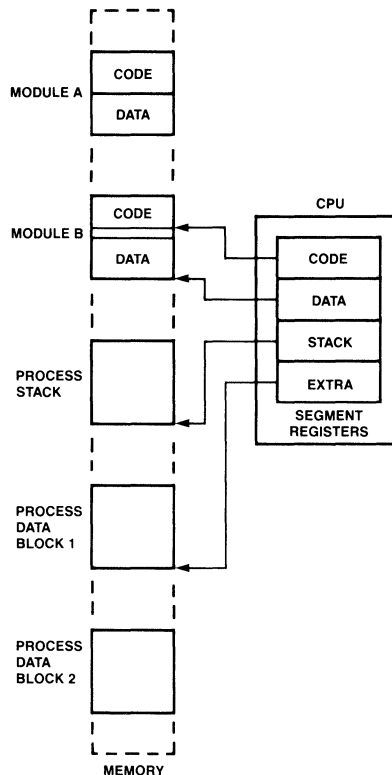 MODULE A
CODE
DATA
MODULE B
CODE
DATA
PROCESS
STACK
PROCESS
DATA
BLOCK 1
PROCESS
DATA
BLOCK 2
MEMORY
CPU
CODE
DATA
STACK
EXTRA
SEGMENT
REGISTERS